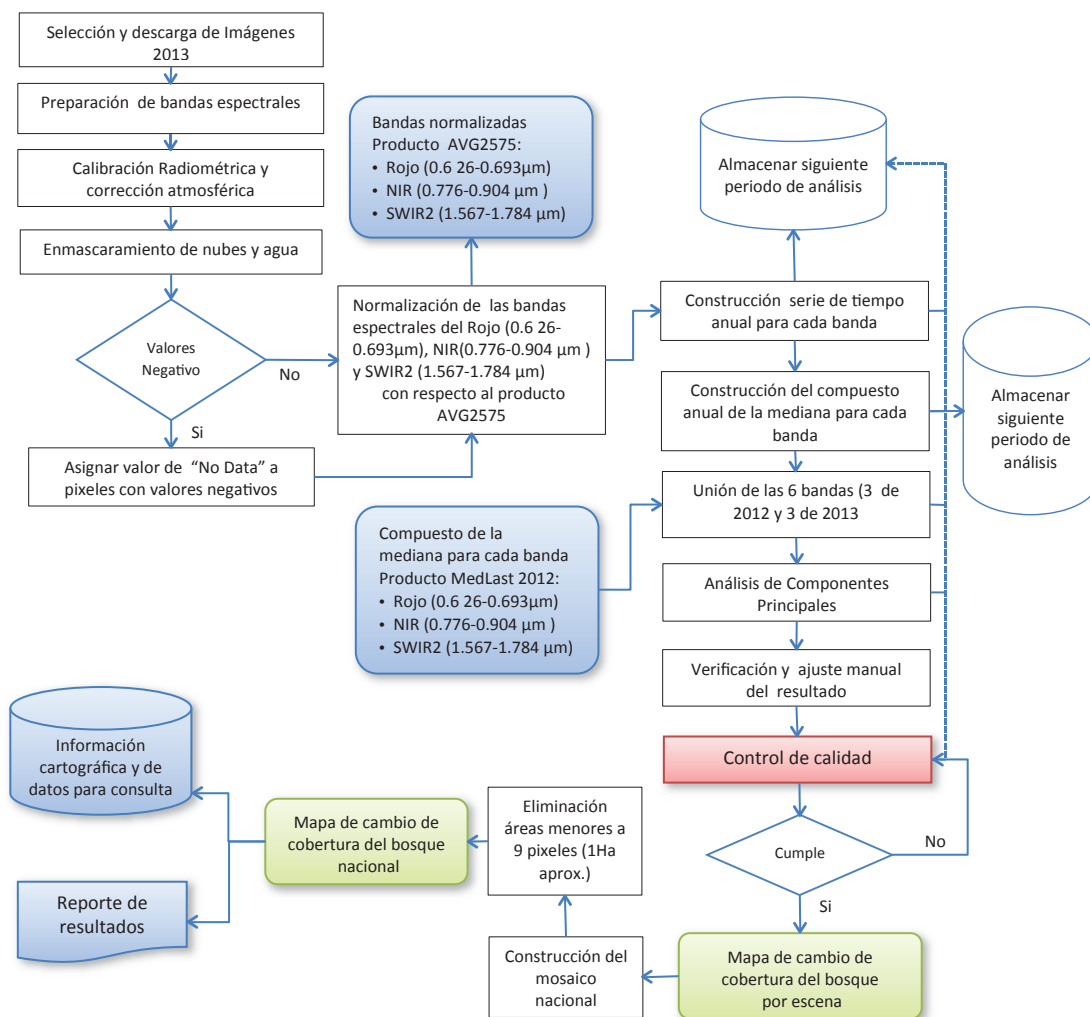 Selección y descarga de Imágenes
2013
Preparación de bandas espectrales
Calibración Radiométrica y
corrección atmosférica
Enmascaramiento de nubes y agua
Valores
Negativo
No
Si
Asignar valor de “No Data” a
pixeles con valores negativos
Bandas normalizadas
Producto AVG2575:
• Rojo (0.6 26-0.693µm)
• NIR (0.776-0.904 µm )
• SWIR2 (1.567-1.784 µm)
Normalización de las bandas
espectrales del Rojo (0.6 26-
0.693µm), NIR(0.776-0.904 µm )
y SWIR2 (1.567-1.784 µm)
con respecto al producto
AVG2575
Compuesto de la
mediana para cada banda
Producto MedLast 2012:
• Rojo (0.6 26-0.693µm)
• NIR (0.776-0.904 µm )
• SWIR2 (1.567-1.784 µm)
Almacenar siguiente
periodo de análisis
Construcción serie de tiempo
anual para cada banda
Construcción del compuesto
anual de la mediana para cada
banda
Almacenar
siguiente
periodo de
análisis
Unión de las 6 bandas (3 de
2012 y 3 de 2013
Análisis de Componentes
Principales
Verificación y ajuste manual
del resultado
Control de calidad
Cumple
No
Si
Mapa de cambio de
cobertura del bosque
por escena
Construcción del
mosaico
nacional
Eliminación
áreas menores a
9 pixeles (1Ha
aprox.)
Mapa de cambio de
cobertura del bosque
nacional
Información
cartográfica y de
datos para consulta
Reporte de
resultados